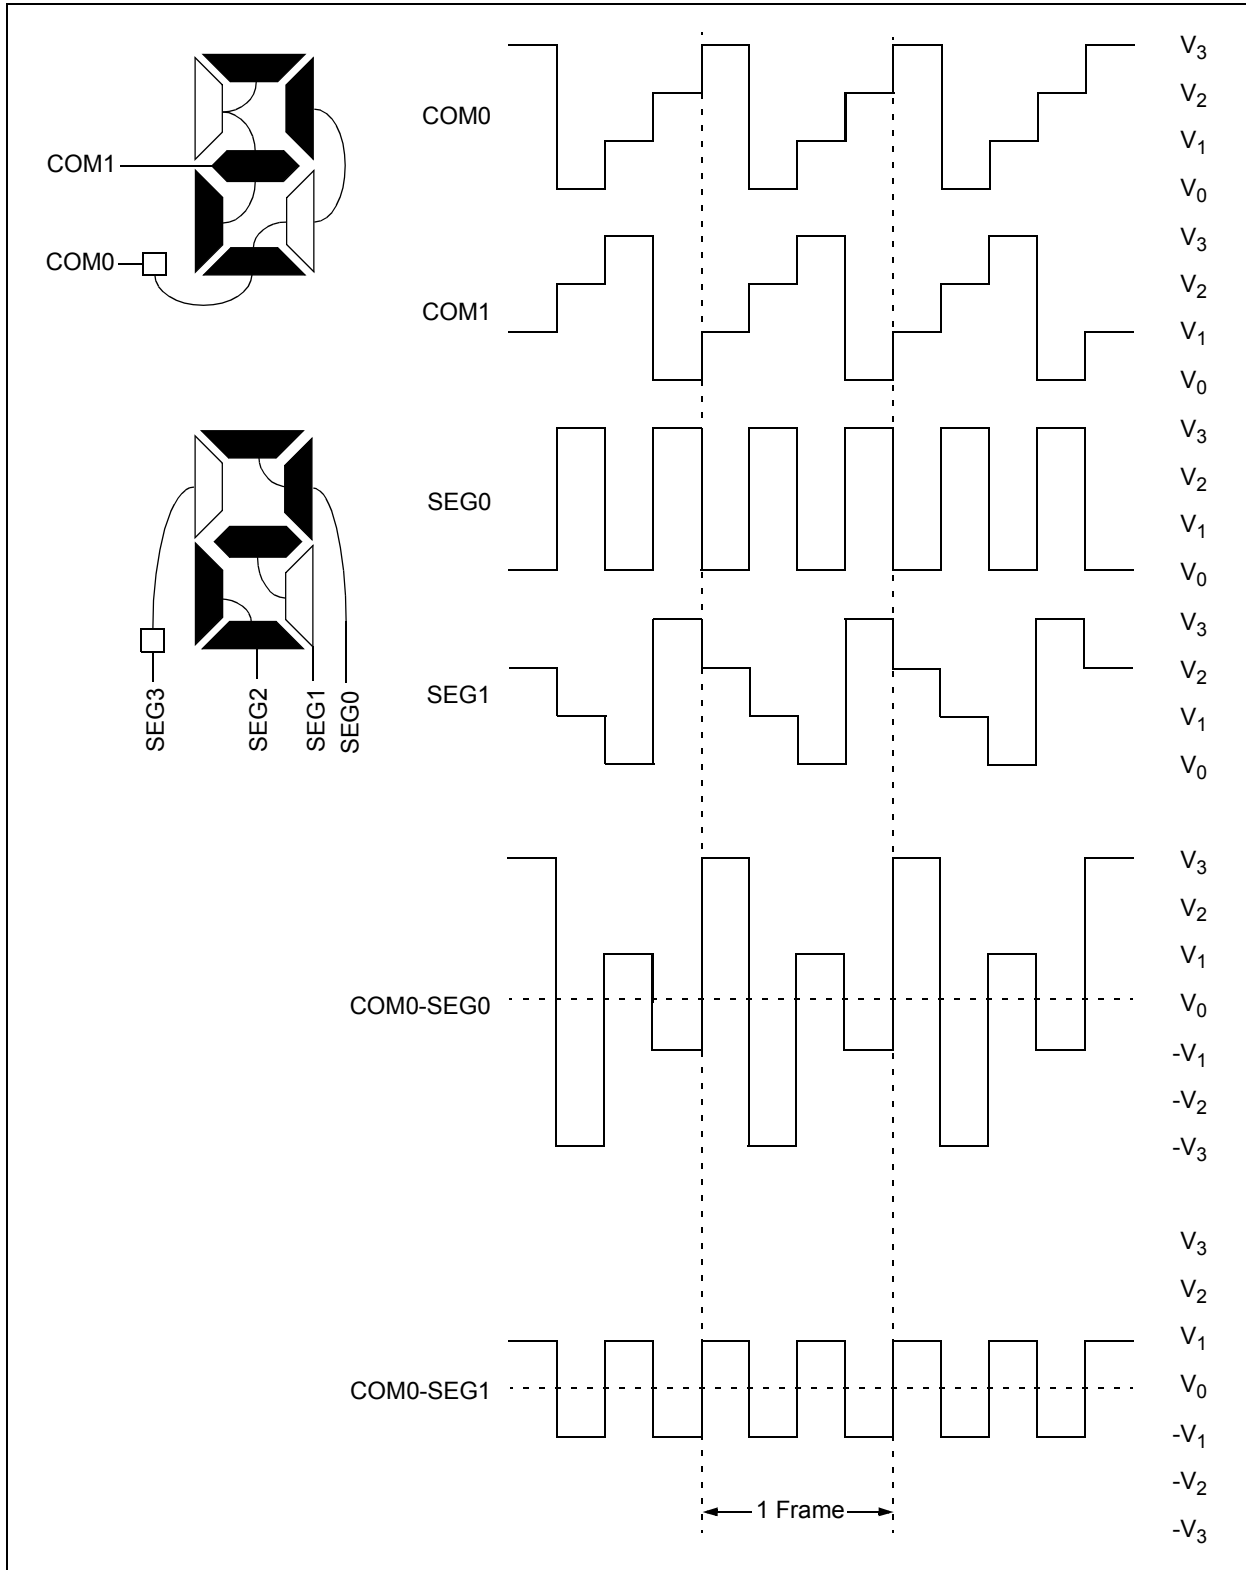 COM1
COM0
SEG3
SEG2
SEG1
SEG0
COM0
V3
V2
V1
V0
COM1
V3
V2
V1
V0
SEG0
V3
V2
V1
V0
SEG1
V3
V2
V1
V0
COM0-SEG0
V3
V2
V1
V0
-V1
-V2
-V3
COM0-SEG1
V3
V2
V1
V0
-V1
-V2
-V3
1 Frame